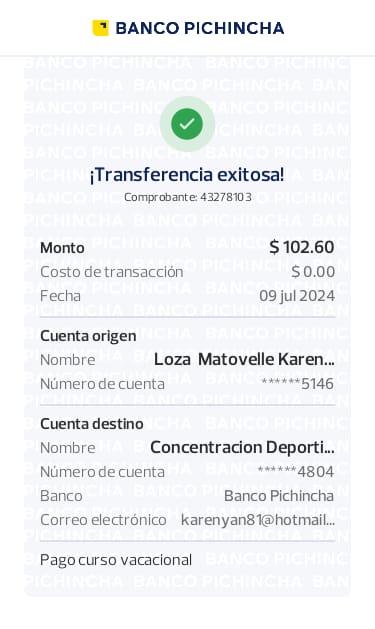 BANCO PICHINCHA
¡Transferencia exitosa!
Comprobante: 43278103
Monto $ 102.60
Costo de transacción $ 0.00
Fecha 09 jul 2024
Cuenta origen
Nombre Loza Matovelle Karen...
Número de cuenta ******5146
Cuenta destino
Nombre Concentracion Deporti...
Número de cuenta ******4804
Banco Banco Pichincha
Correo electrónico karenyan81@hotmail...
Pago curso vacacional